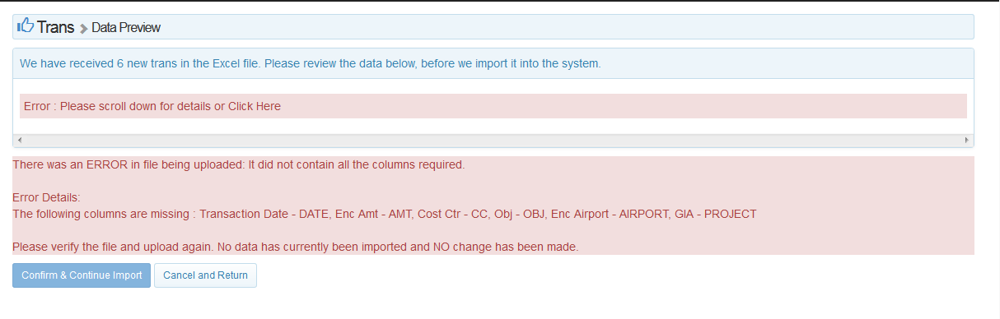 Trans > Data Preview
We have received 6 new trans in the Excel file. Please review the data below, before we import it into the system.
Error : Please scroll down for details or Click Here
There was an ERROR in file being uploaded: It did not contain all the columns required.
Error Details:
The following columns are missing : Transaction Date - DATE, Enc Amt - AMT, Cost Ctr - CC, Obj - OBJ, Enc Airport - AIRPORT, GIA - PROJECT
Please verify the file and upload again. No data has currently been imported and NO change has been made.
Confirm & Continue Import Cancel and Return